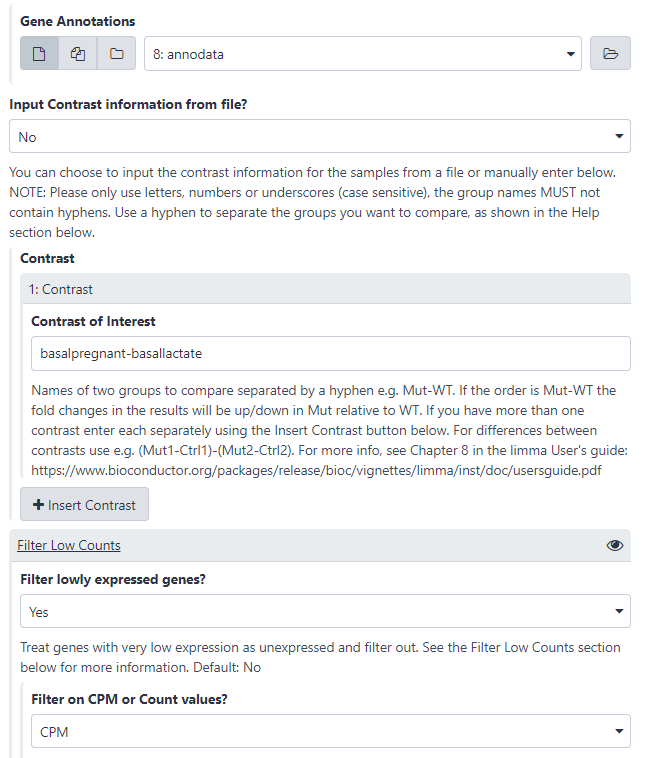 Gene Annotations
8: annodata
Input Contrast information from file?
No
You can choose to input the contrast information for the samples from a file or manually enter below.
NOTE: Please only use letters, numbers or underscores (case sensitive), the group names MUST not
contain hyphens. Use a hyphen to separate the groups you want to compare, as shown in the Help
section below.
Contrast
1: Contrast
Contrast of Interest
basalpregnant-basallactate
Names of two groups to compare separated by a hyphen e.g. Mut-WT. If the order is Mut-WT the
fold changes in the results will be up/down in Mut relative to WT. If you have more than one
contrast enter each separately using the Insert Contrast button below. For differences between
contrasts use e.g. (Mut1-Ctrl1)-(Mut2-Ctrl2). For more info, see Chapter 8 in the limma User's guide:
https://www.bioconductor.org/packages/release/bioc/vignettes/limma/inst/doc/usersguide.pdf
Insert Contrast
Filter Low Counts
Filter lowly expressed genes?
Yes
Treat genes with very low expression as unexpressed and filter out. See the Filter Low Counts section
below for more information. Default: No
Filter on CPM or Count values?
CPM